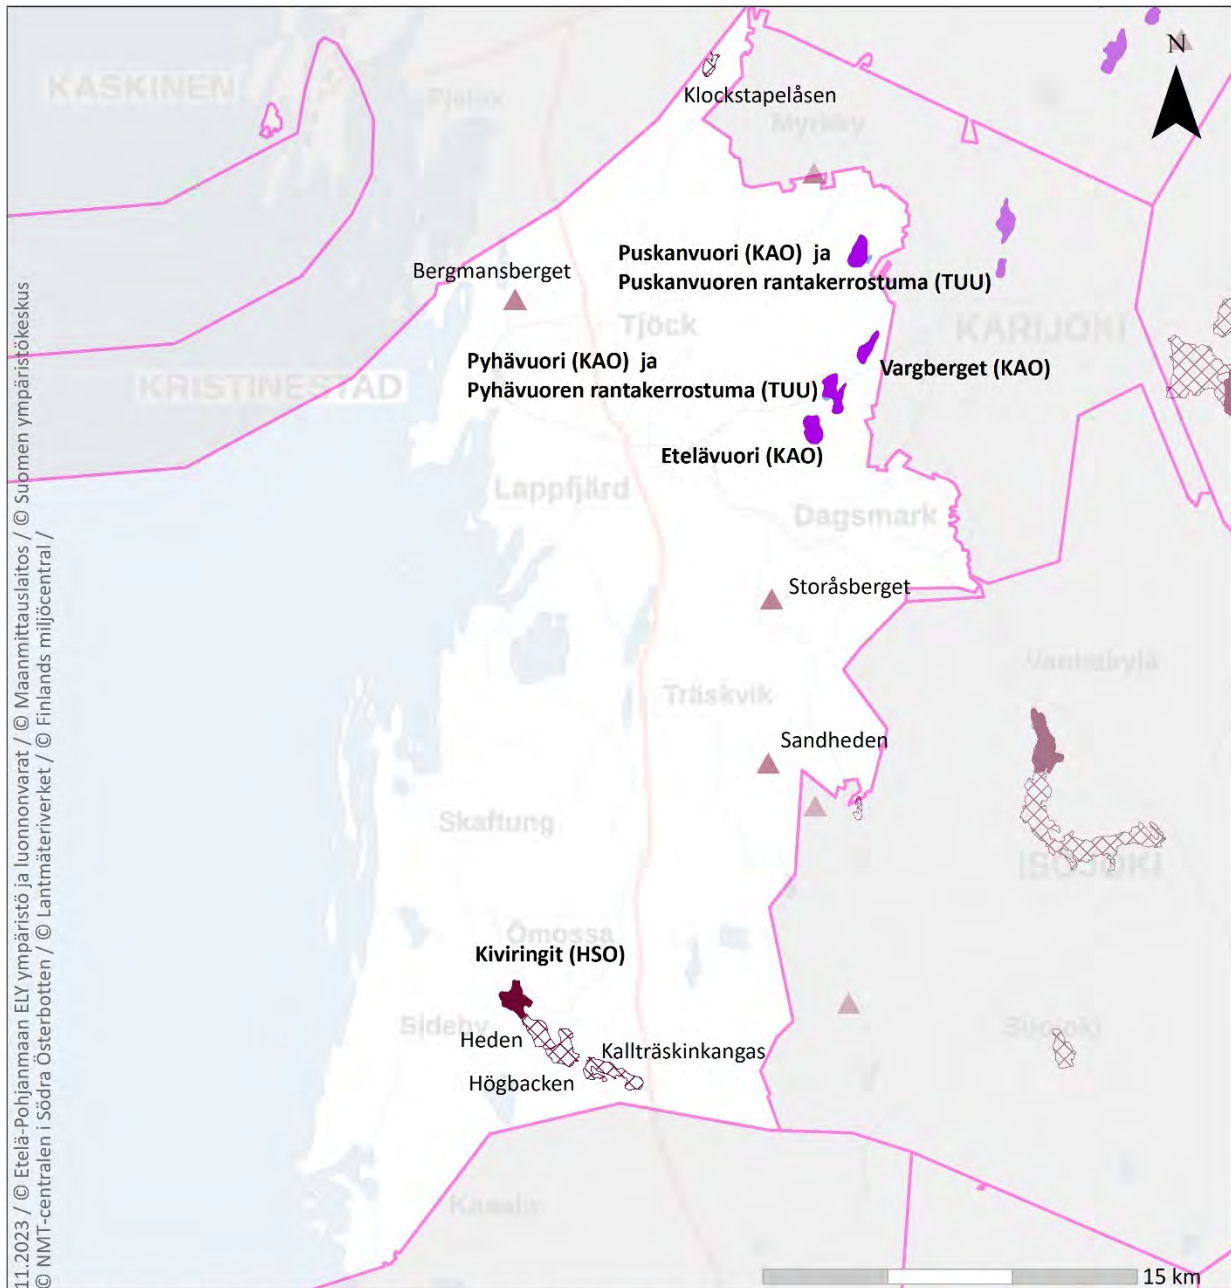 KASKINEN
Pjelax
N
Klockstapelåsen
Myrkky
Puskanvuori (KAO) ja
Puskanvuoren rantakerrostuma (TUU)
Bergmansberget
Tjöck
KARIJOKI
Pyhävuori (KAO) ja
Pyhävuoren rantakerrostuma (TUU)
Vargberget (KAO)
KRISTINESTAD
Etelävuori (KAO)
Lappfjärd
Dagsmark
Storåsberget
Vanhakylä
Träskvik
Sandheden
Skaftung
ISOJOKI
Ömossa
Kiviringit (HSO)
Sideby
Heden
Suojoki
Kallträskinkangas
Högbacken
15 km
11.2023 / © Etelä-Pohjanmaan ELY ympäristö ja luonnonvarat / © Maanmittauslaitos / © Suomen ympäristökeskus
© NMT-centralen i Södra Österbotten / © Lantmäteriverket / © Finlands miljöcentral /